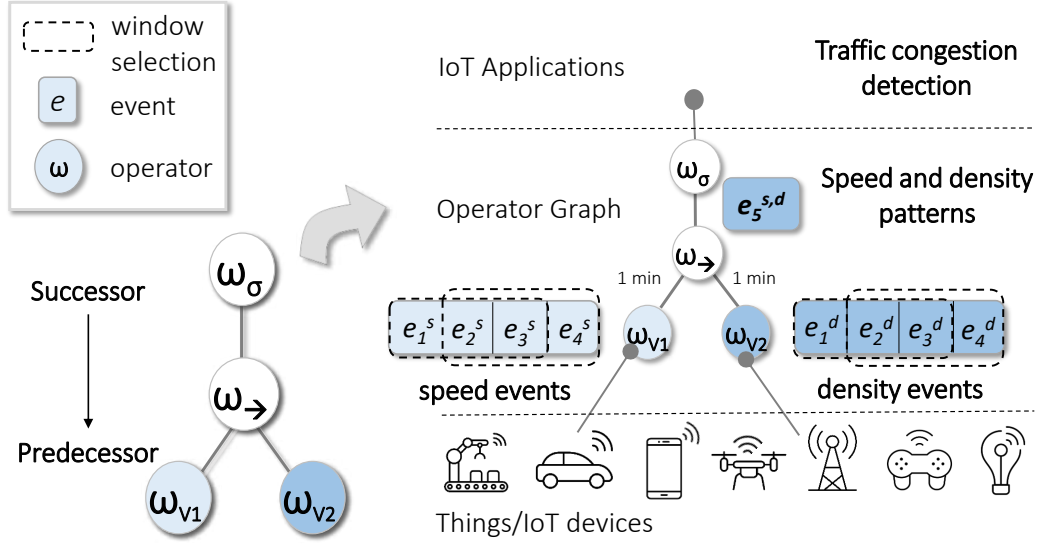 window
selection
e
event
ω
operator
Successor
Predecessor
ωσ
ω→
ωV1
ωV2
IoT Applications
Traffic congestion
detection
ωσ
Operator Graph
e5s,d
Speed and density
patterns
ω→
1 min
1 min
e1s
e2s
e3s
e4s
ωV1
ωV2
e1d
e2d
e3d
e4d
speed events
density events
Things/IoT devices